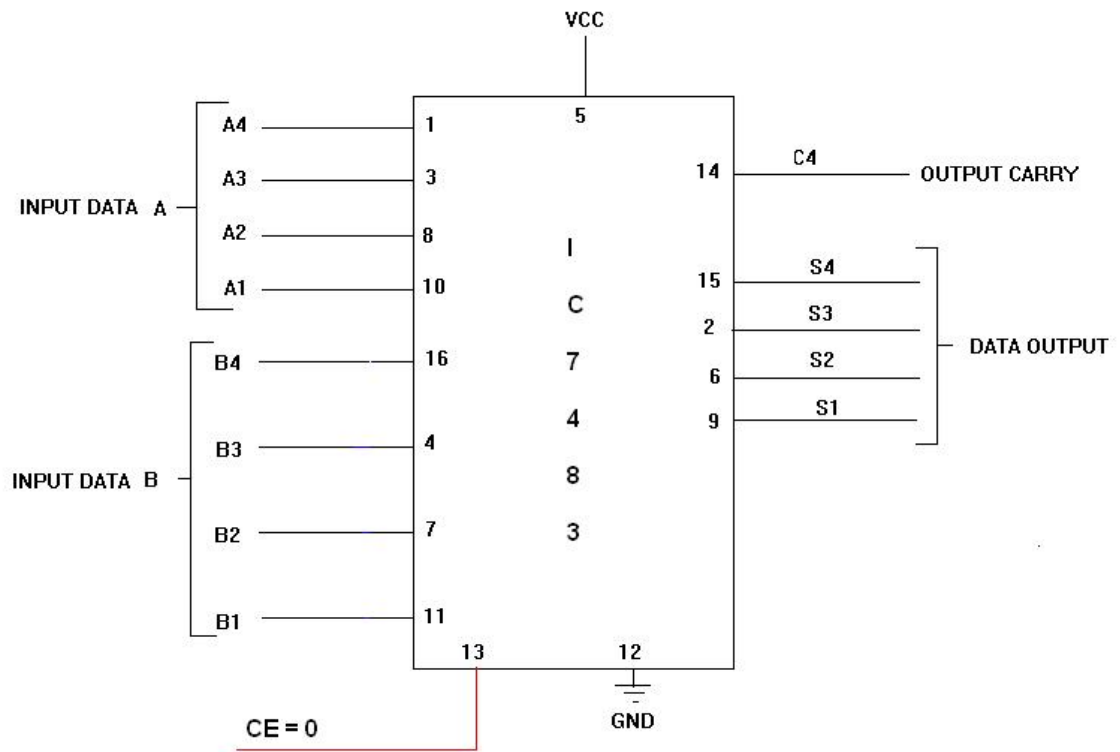 VCC
5
A4 1
A3 3
INPUT DATA A
A2 8
A1 10
B4 16
B3 4
INPUT DATA B
B2 7
B1 11
I
C
7
4
8
3
14 C4 OUTPUT CARRY
15 S4
2 S3
DATA OUTPUT
6 S2
9 S1
13
12
CE = 0
GND